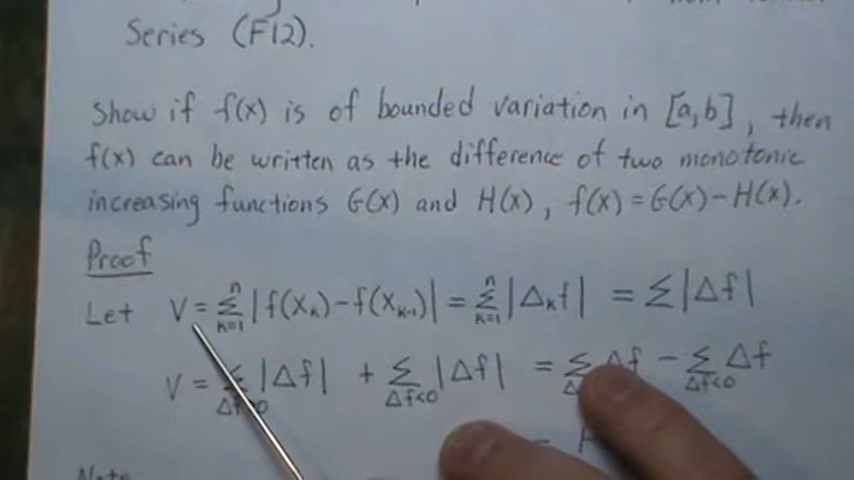 Series (F12).
Show if f(x) is of bounded variation in [a,b], then
f(x) can be written as the difference of two monotonic
increasing functions G(x) and H(x), f(x) = G(x) - H(x).
Proof
Let V = Σ_{k=1}^{n} |f(x_k) - f(x_{k-1})| = Σ_{k=1}^{n} |Δ_k f| = Σ|Δf|
V = Σ |Δf| + Σ_{Δf<0} |Δf| = Σ Δf - Σ_{Δf<0} Δf
Note